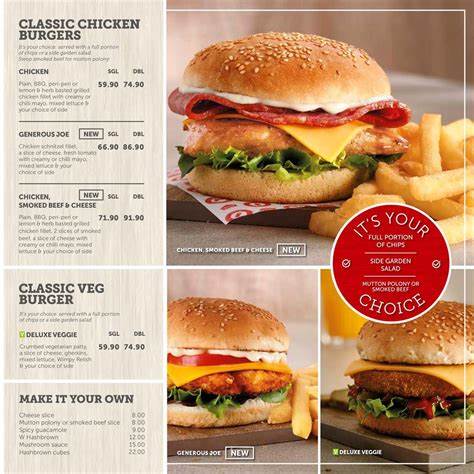 CLASSIC CHICKEN
BURGERS
It's your choice: served with a full portion
of chips or a side garden salad.
Swop smoked beef for mutton polony
CHICKEN SGL DBL
Plain, BBQ, peri-peri or 59.90 74.90
lemon & herb basted grilled
chicken fillet with creamy or
chilli mayo, mixed lettuce &
your choice of side
GENEROUS JOE NEW SGL DBL
Chicken schnitzel fillet, 66.90 86.90
a slice of cheese, fresh tomato
with creamy or chilli mayo,
mixed lettuce &
your choice of side
CHICKEN, NEW
SMOKED BEEF & CHEESE SGL DBL
Plain, BBQ, peri-peri or 71.90 91.90
lemon & herb basted grilled
chicken fillet, 2 slices of smoked
beef, a slice of cheese, creamy
or chilli mayo, mixed lettuce &
your choice of side
CHICKEN, SMOKED BEEF & CHEESE NEW
IT'S YOUR
FULL PORTION
OF CHIPS
SIDE GARDEN
SALAD
MUTTON POLONY OR
SMOKED BEEF
CHOICE
CLASSIC VEG
BURGER
It's your choice: served with a full portion
of chips or a side garden salad
DELUXE VEGGIE SGL DBL
Crumbed vegetarian patty, 59.90 74.90
a slice of cheese, gherkins,
mixed lettuce, Wimpy Relish
& your choice of side
MAKE IT YOUR OWN
Cheese slice 8.00
Mutton polony or smoked beef slice 8.00
Spicy guacamole 9.00
W Hashbrown 12.00
Mushroom sauce 15.00
Hashbrown cubes 22.00
GENEROUS JOE NEW
DELUXE VEGGIE